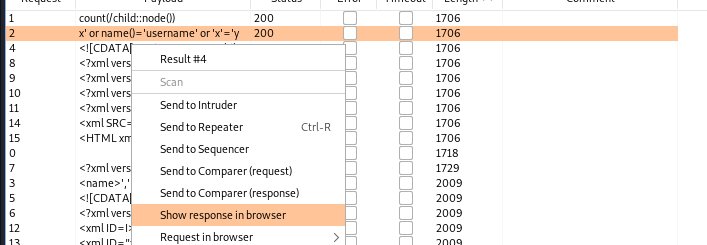 Request Payload Status Error Timeout Length Comment
1 count(/child::node()) 200 1706
2 x' or name()='username' or 'x'='y 200 1706
4 <![CDATA[ 1706
8 <?xml vers 1706
9 <?xml vers 1706
10 <?xml vers 1706
11 <?xml vers 1706
14 <xml SRC= 1706
15 <HTML xm 1706
0 1718
7 <?xml vers 1729
3 <name>',' 2009
5 <![CDATA[ 2009
6 <?xml vers 2009
12 <xml ID=I> 2009
13 <xml ID=" 2009
Result #4
Scan
Send to Intruder
Send to Repeater Ctrl-R
Send to Sequencer
Send to Comparer (request)
Send to Comparer (response)
Show response in browser
Request in browser